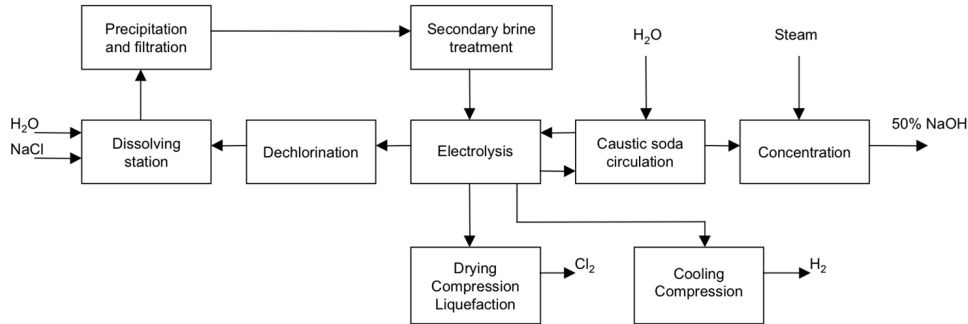 Precipitation
and filtration
Secondary brine
treatment
H₂O
Steam
H₂O
NaCl
Dissolving
station
Dechlorination
Electrolysis
Caustic soda
circulation
Concentration
50% NaOH
Drying
Compression
Liquefaction
Cl₂
Cooling
Compression
H₂